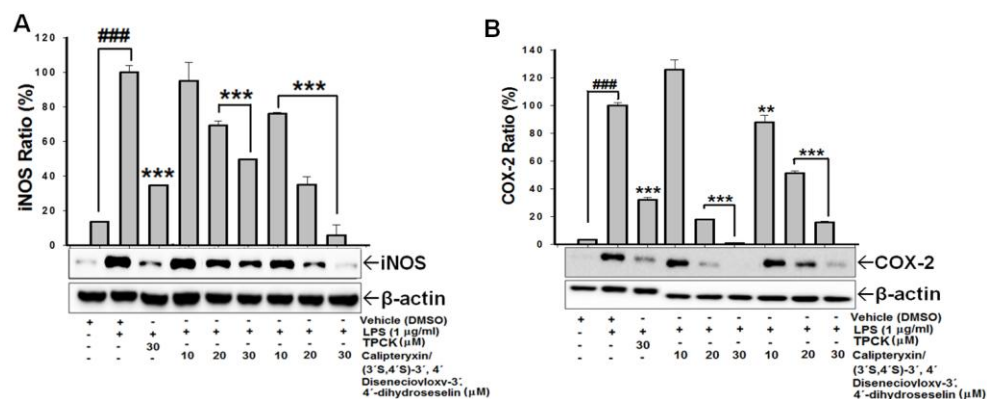 A
###
120
100
80
60
40
20
0
iNOS Ratio (%)
***
***
***
←iNOS
←β-actin
+ + - - - - - - - Vehicle (DMSO)
- + + + + + + + + LPS (1 μg/ml)
- - 30 - - - - - - TPCK (μM)
- - - 10 20 30 10 20 30 Calipteryxin/
(3´S,4´S)-3´, 4´
Diseneciovloxv-3´,
4´-dihydroseselin (μM)
B
###
140
120
100
80
60
40
20
0
COX-2 Ratio (%)
***
***
**
***
←COX-2
←β-actin
+ + - - - - - - - Vehicle (DMSO)
- + + + + + + + + LPS (1 μg/ml)
- - 30 - - - - - - TPCK (μM)
- - - 10 20 30 10 20 30 Calipteryxin/
(3´S,4´S)-3´, 4´
Diseneciovloxv-3´,
4´-dihydroseselin (μM)